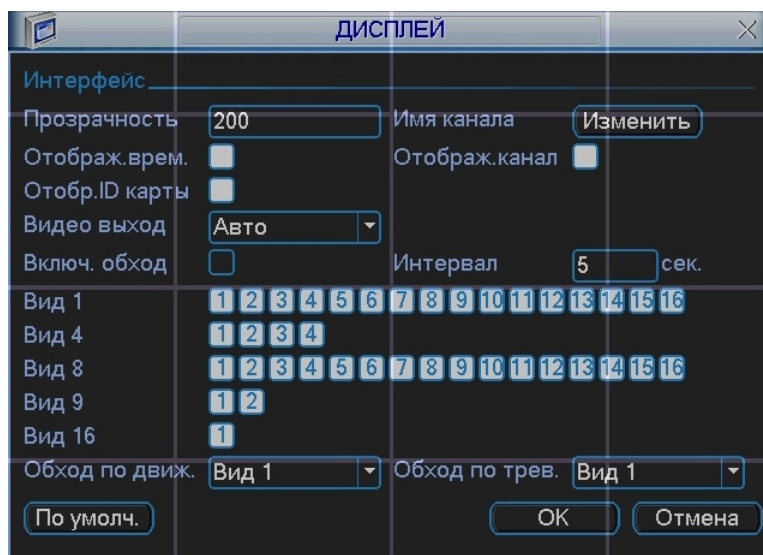 ДИСПЛЕЙ
Интерфейс
Прозрачность 200 Имя канала Изменить
Отображ.врем. Отображ.канал
Отобр.ID карты
Видео выход Авто
Включ. обход Интервал 5 сек.
Вид 1 1 2 3 4 5 6 7 8 9 10 11 12 13 14 15 16
Вид 4 1 2 3 4
Вид 8 1 2 3 4 5 6 7 8 9 10 11 12 13 14 15 16
Вид 9 1 2
Вид 16 1
Обход по движ. Вид 1 Обход по трев. Вид 1
По умолч. OK Отмена